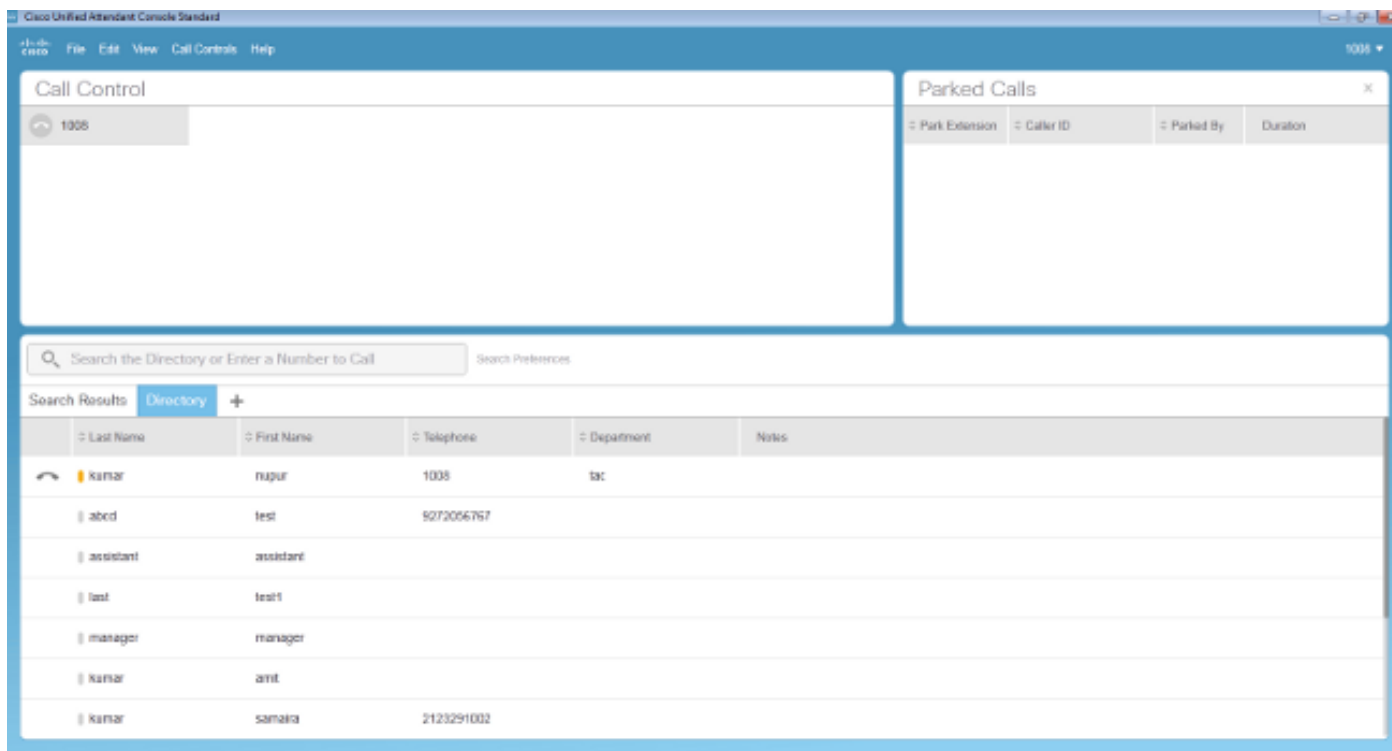 Cisco Unified Attendant Console Standard
cisco File Edit View Call Controls Help 1008
Call Control
1008
Parked Calls
Park Extension Caller ID Parked By Duration
Search the Directory or Enter a Number to Call Search Preferences
Search Results Directory +
Last Name First Name Telephone Department Notes
kumar nupur 1008 tac
abcd test 9272056767
assistant assistant
last test1
manager manager
kumar amit
kumar samaira 2123291002